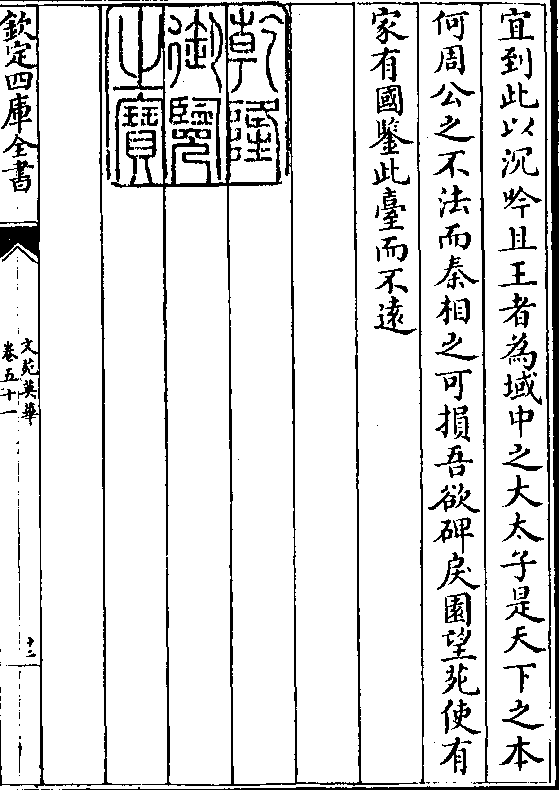 宜到此以沉吟且王者為域中之大太子是天下之本
何周公之不法而秦相之可損吾欲碑戾園望苑使有
家有國鑒此臺而不遠
乾隆
御覽
之寶
欽定四庫全書
文苑英華
卷五十一
十二